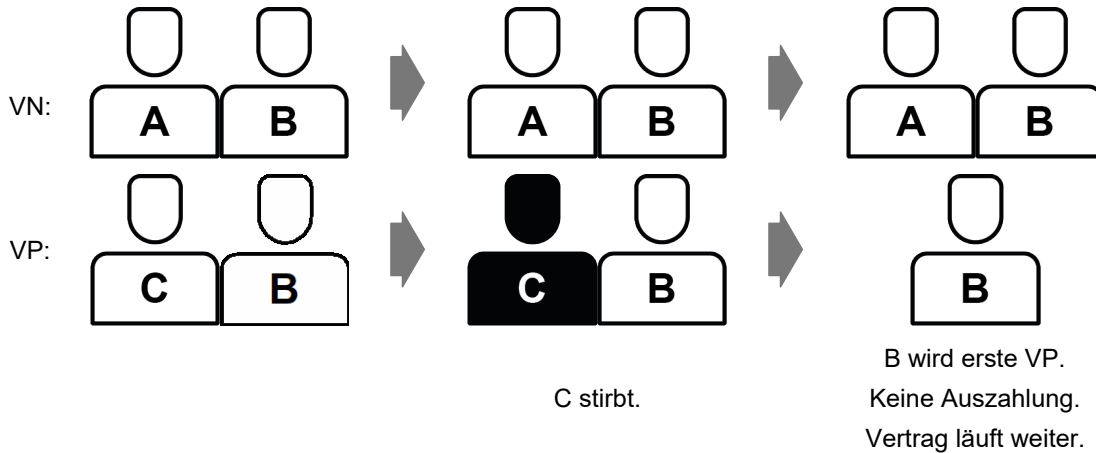 VN:
A B
A B
A B
VP:
C B
C B
B
C stirbt.
B wird erste VP.
Keine Auszahlung.
Vertrag läuft weiter.